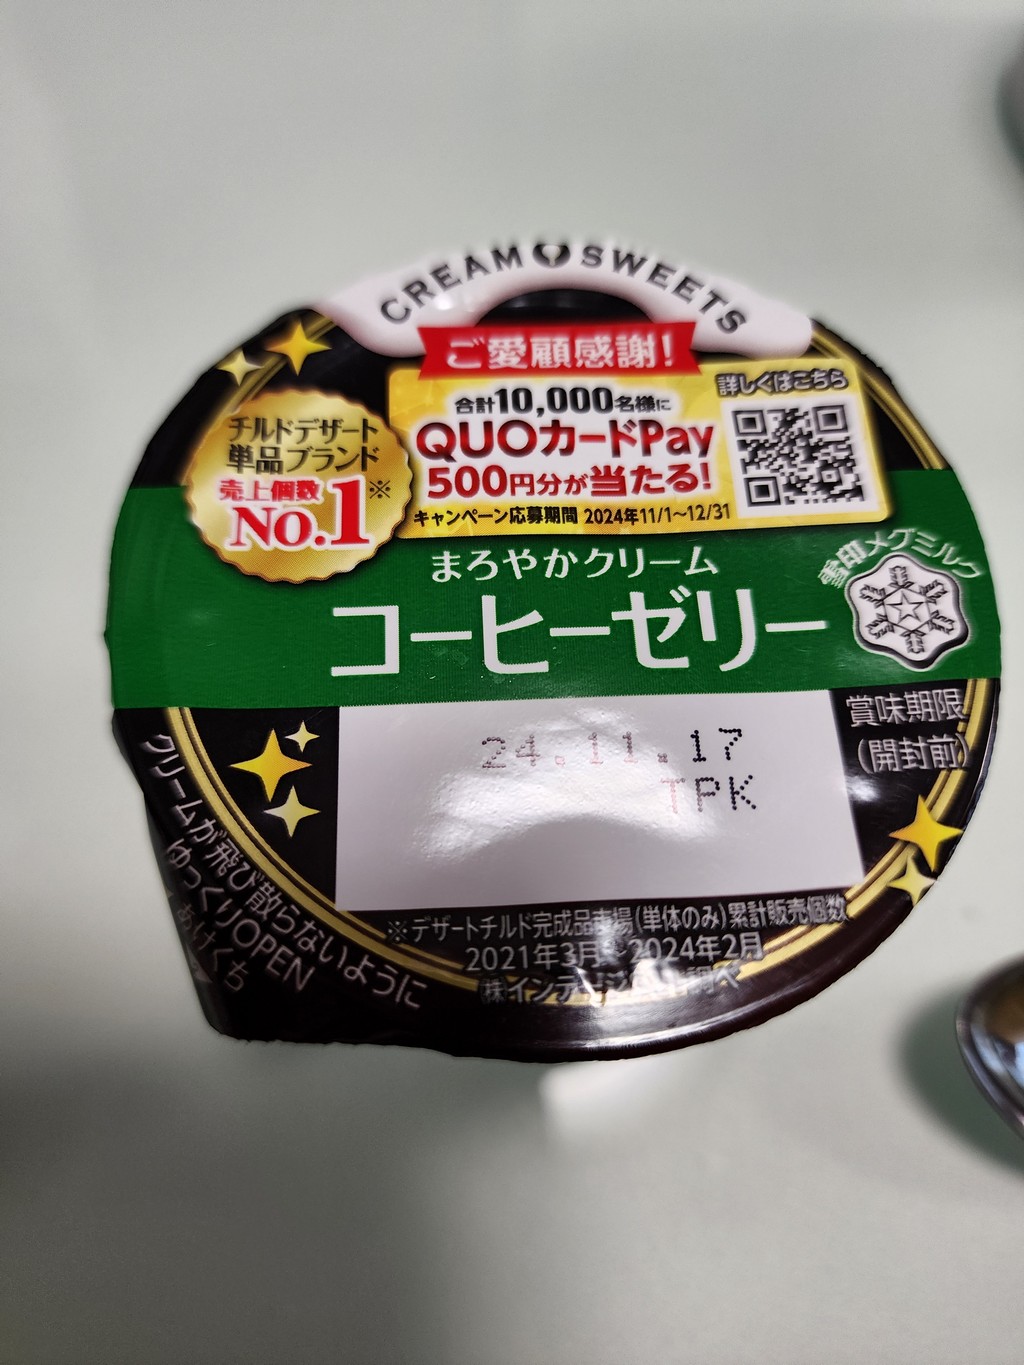 CREAM SWEETS
ご愛顧感謝!
詳しくはこちら
合計10,000名様に
QUOカードPay
500円分が当たる!
キャンペーン応募期間 2024年11/1~12/31
チルドデザート
単品ブランド
売上個数
No.1※
まろやかクリーム
コーヒーゼリー
雪印メグミルク
賞味期限
(開封前)
24.11.17
TPK
※デザートチルド完成品市場(単体のみ)累計販売個数
2021年3月~2024年2月
㈱インテージ 調べ
クリームが飛び散らないように
ゆっくりOPEN
あけくち